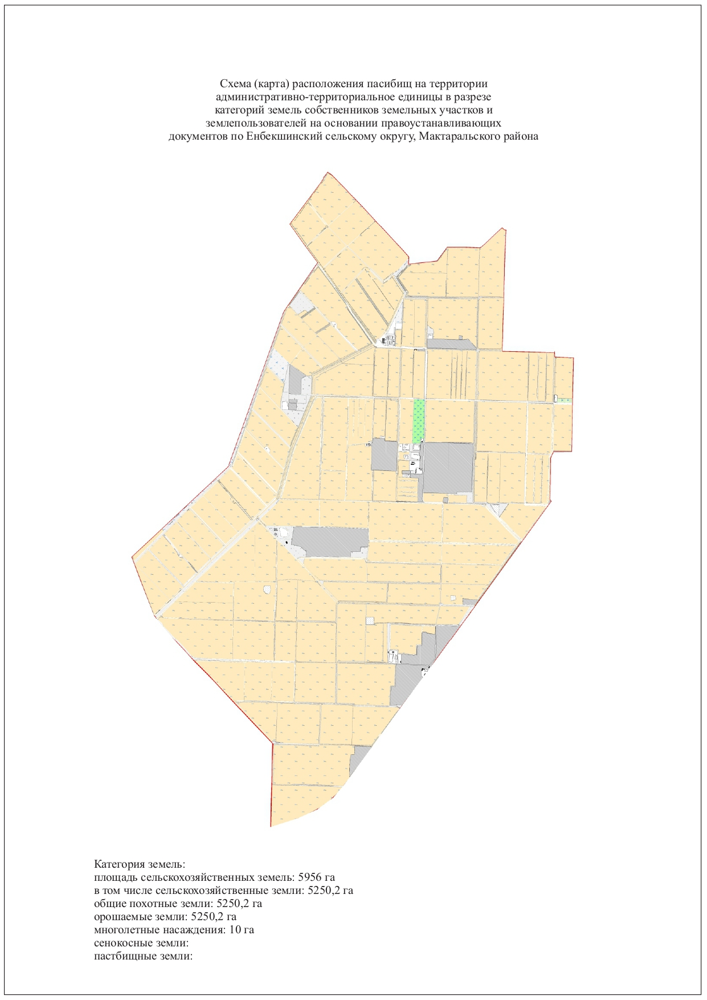 Схема (карта) расположения пасибищ на территории
административно-территориальное единицы в разрезе
категорий земель собственников земельных участков и
землепользователей на основании правоустанавливающих
документов по Енбекшинский сельскому округу, Мактаральского района
Категория земель:
площадь сельскохозяйственных земель: 5956 га
в том числе сельскохозяйственные земли: 5250,2 га
общие похотные земли: 5250,2 га
орошаемые земли: 5250,2 га
многолетные насаждения: 10 га
сенокосные земли:
пастбищные земли: